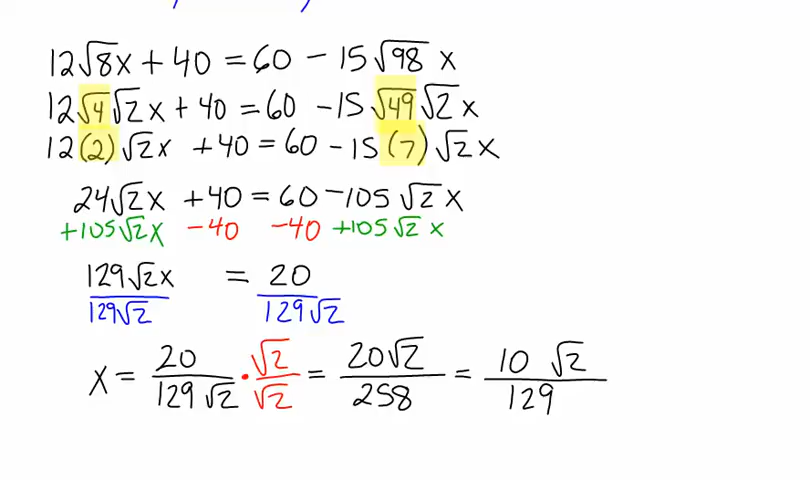 12√8x + 40 = 60 - 15√98 x
12√4√2x + 40 = 60 - 15√49√2x
12(2)√2x + 40 = 60 - 15(7)√2x
24√2x + 40 = 60 - 105√2x
+105√2x -40 -40 +105√2x
129√2x = 20
129√2 129√2
x = 20/129√2 · √2/√2 = 20√2/258 = 10√2/129